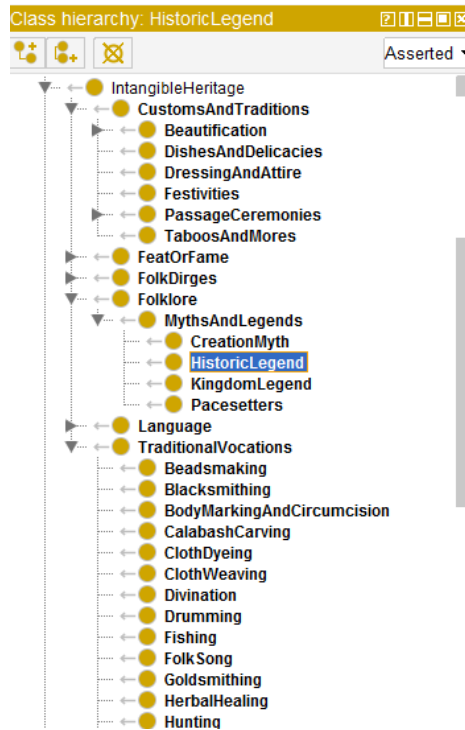 Class hierarchy: HistoricLegend
Asserted
IntangibleHeritage
CustomsAndTraditions
Beautification
DishesAndDelicacies
DressingAndAttire
Festivities
PassageCeremonies
TaboosAndMores
FeatOrFame
FolkDirges
Folklore
MythsAndLegends
CreationMyth
HistoricLegend
KingdomLegend
Pacesetters
Language
TraditionalVocations
Beadsmaking
Blacksmithing
BodyMarkingAndCircumcision
CalabashCarving
ClothDyeing
ClothWeaving
Divination
Drumming
Fishing
FolkSong
Goldsmithing
HerbalHealing
Hunting